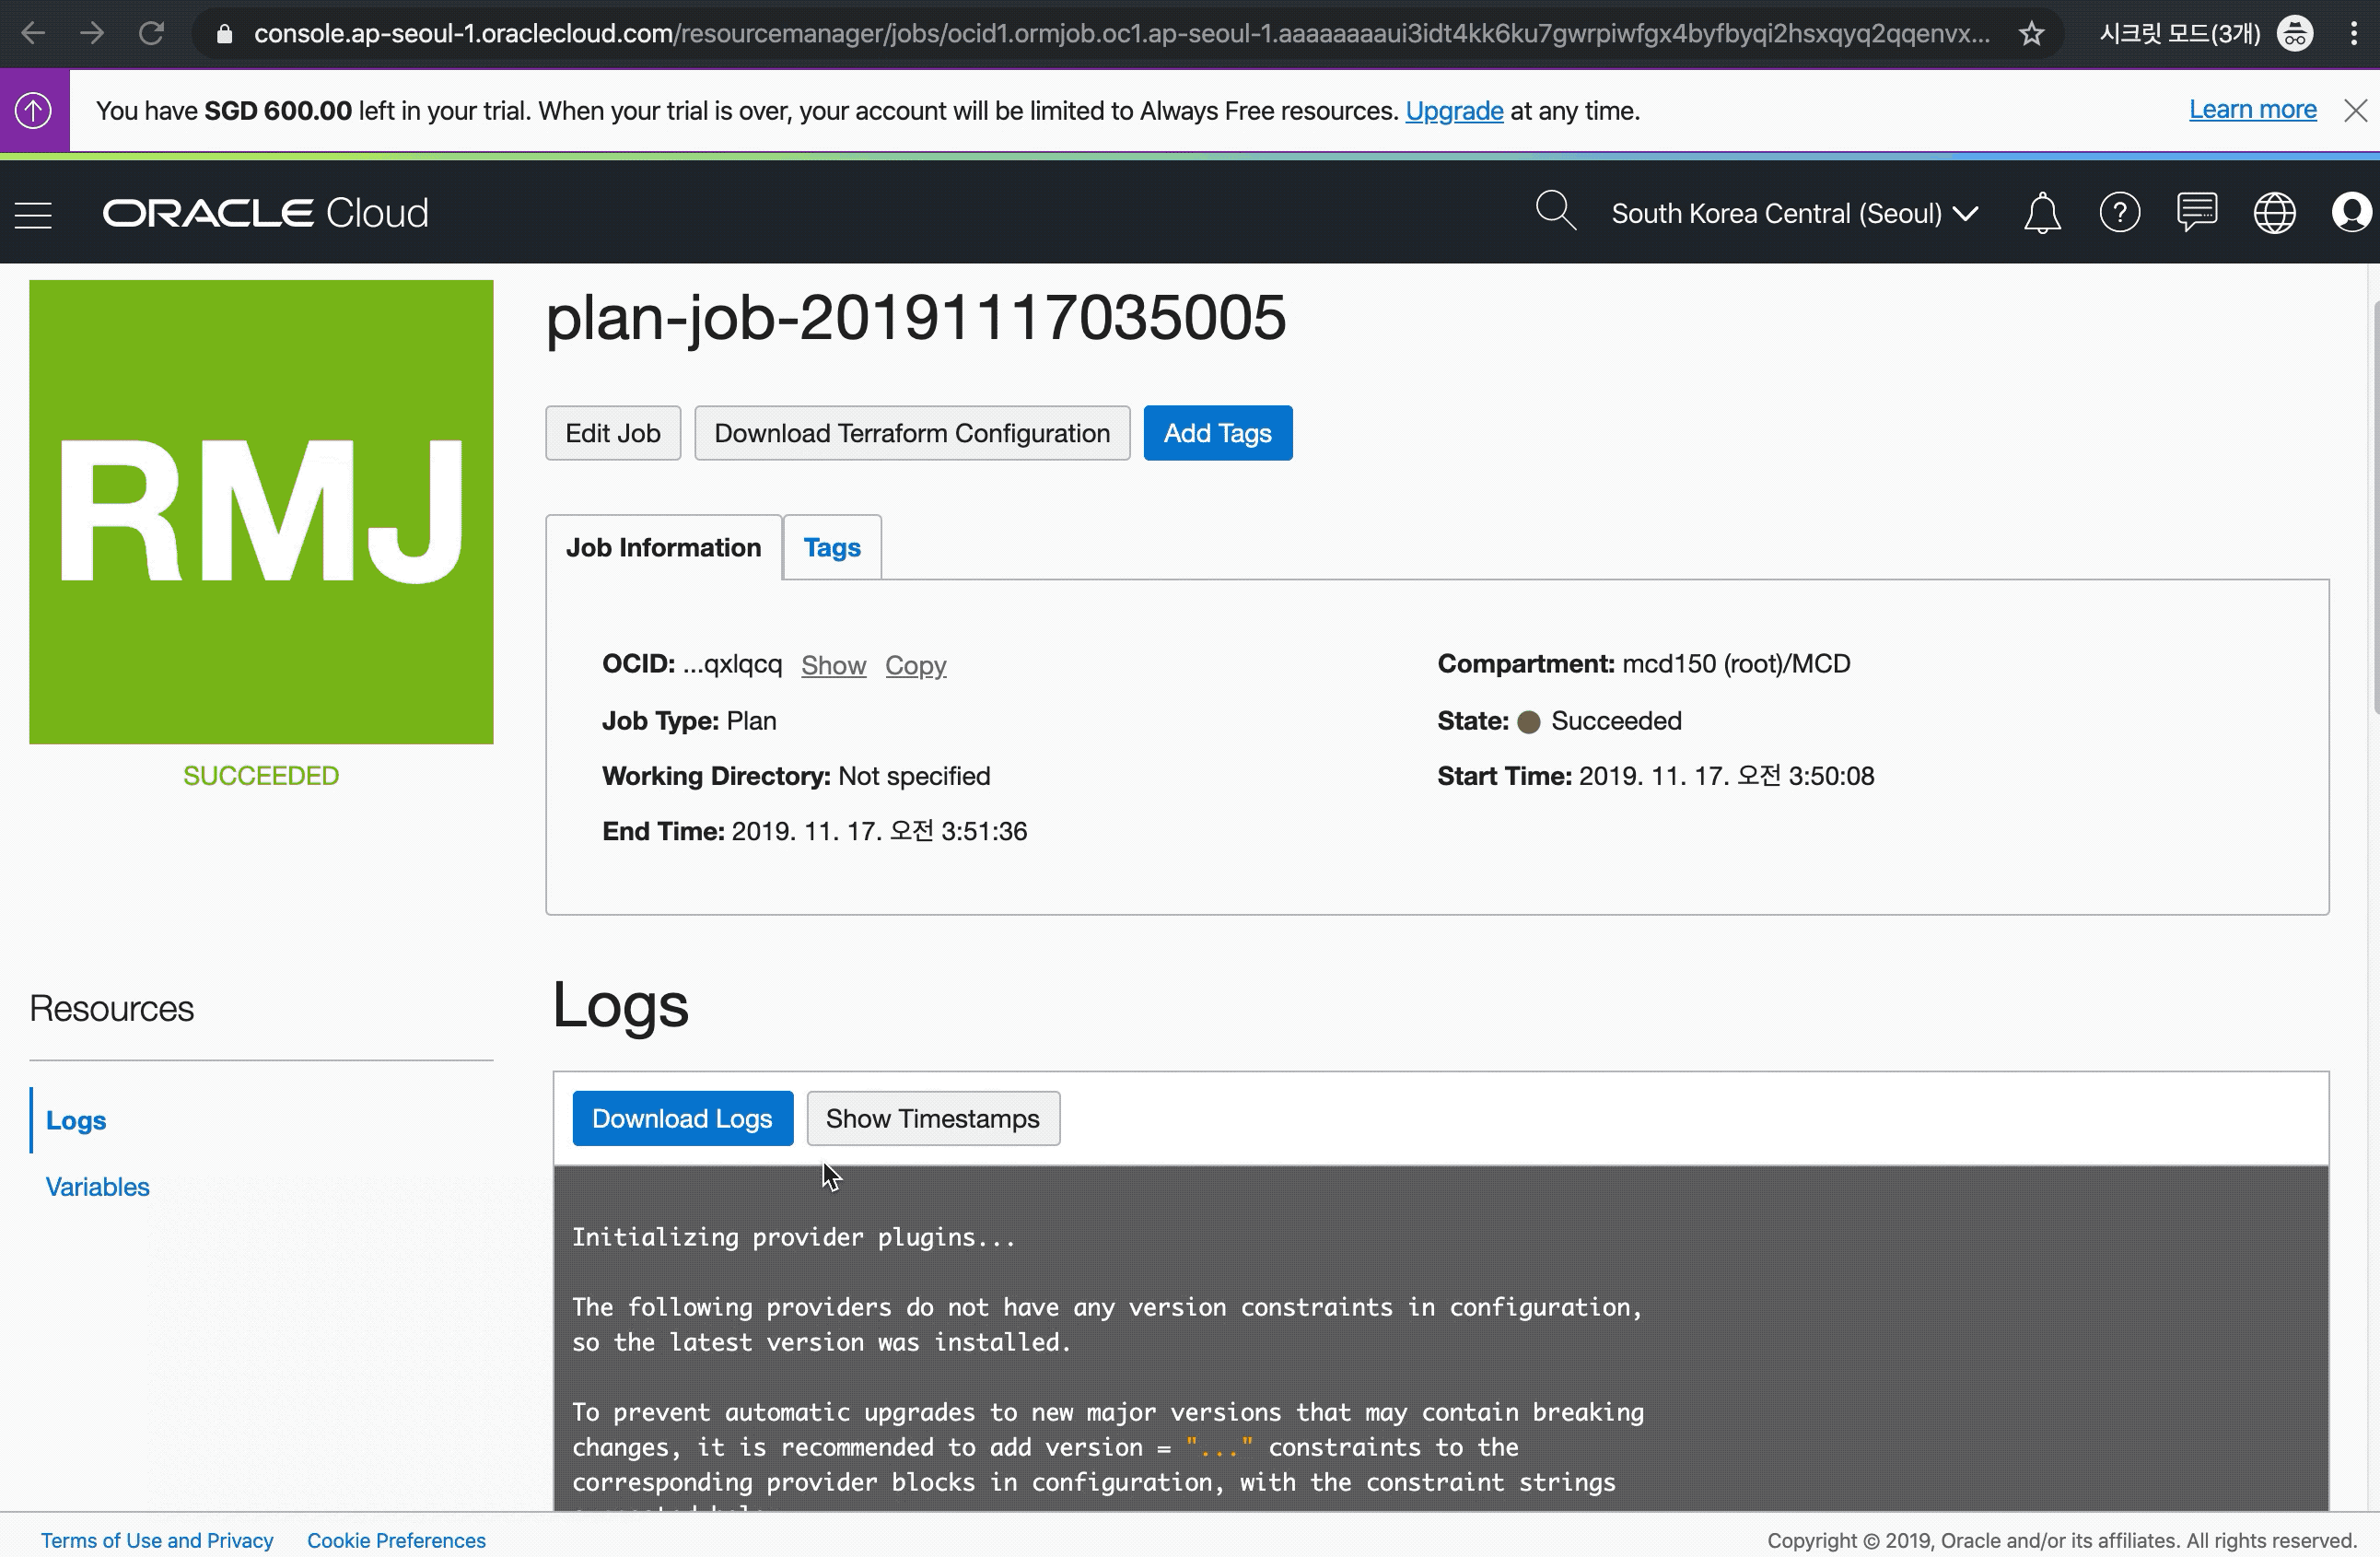 console.ap-seoul-1.oraclecloud.com/resourcemanager/jobs/ocid1.ormjob.oc1.ap-seoul-1.aaaaaaaaui3idt4kk6ku7gwrpiwfgx4byfbyqi2hsxqyq2qqenvx...
시크릿 모드(3개)
You have SGD 600.00 left in your trial. When your trial is over, your account will be limited to Always Free resources. Upgrade at any time.
Learn more
ORACLE Cloud
South Korea Central (Seoul)
RMJ
SUCCEEDED
plan-job-20191117035005
Edit Job
Download Terraform Configuration
Add Tags
Job Information
Tags
OCID: ...qxlqcq Show Copy
Compartment: mcd150 (root)/MCD
Job Type: Plan
State: Succeeded
Working Directory: Not specified
Start Time: 2019. 11. 17. 오전 3:50:08
End Time: 2019. 11. 17. 오전 3:51:36
Resources
Logs
Variables
Logs
Download Logs
Show Timestamps
Initializing provider plugins...
The following providers do not have any version constraints in configuration,
so the latest version was installed.
To prevent automatic upgrades to new major versions that may contain breaking
changes, it is recommended to add version = "..." constraints to the
corresponding provider blocks in configuration, with the constraint strings
Terms of Use and Privacy
Cookie Preferences
Copyright © 2019, Oracle and/or its affiliates. All rights reserved.